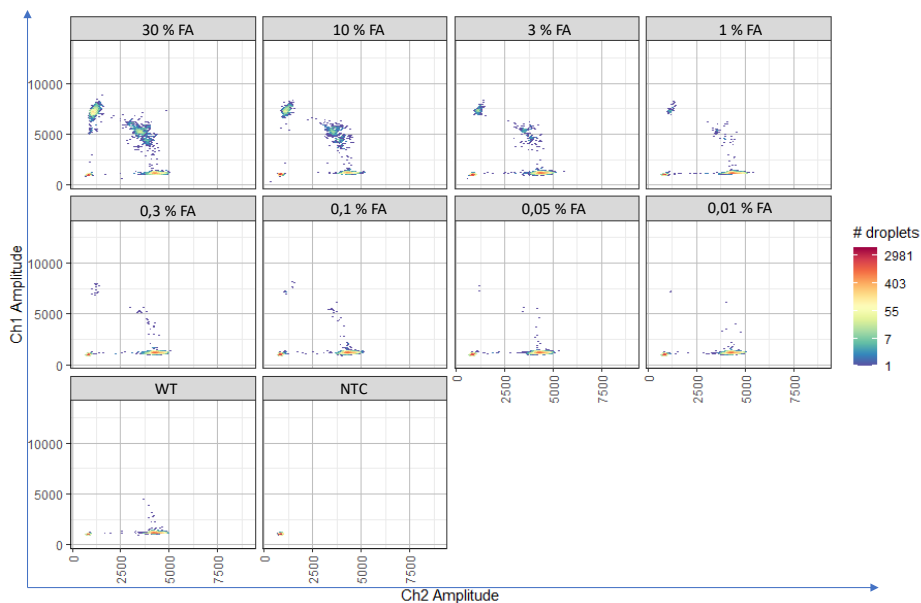 30 % FA
10 % FA
3 % FA
1 % FA
10000
5000
0
0,3 % FA
0,1 % FA
0,05 % FA
0,01 % FA
10000
5000
0
0
2500
5000
7500
0
2500
5000
7500
WT
NTC
10000
5000
0
0
2500
5000
7500
0
2500
5000
7500
Ch1 Amplitude
Ch2 Amplitude
# droplets
2981
403
55
7
1